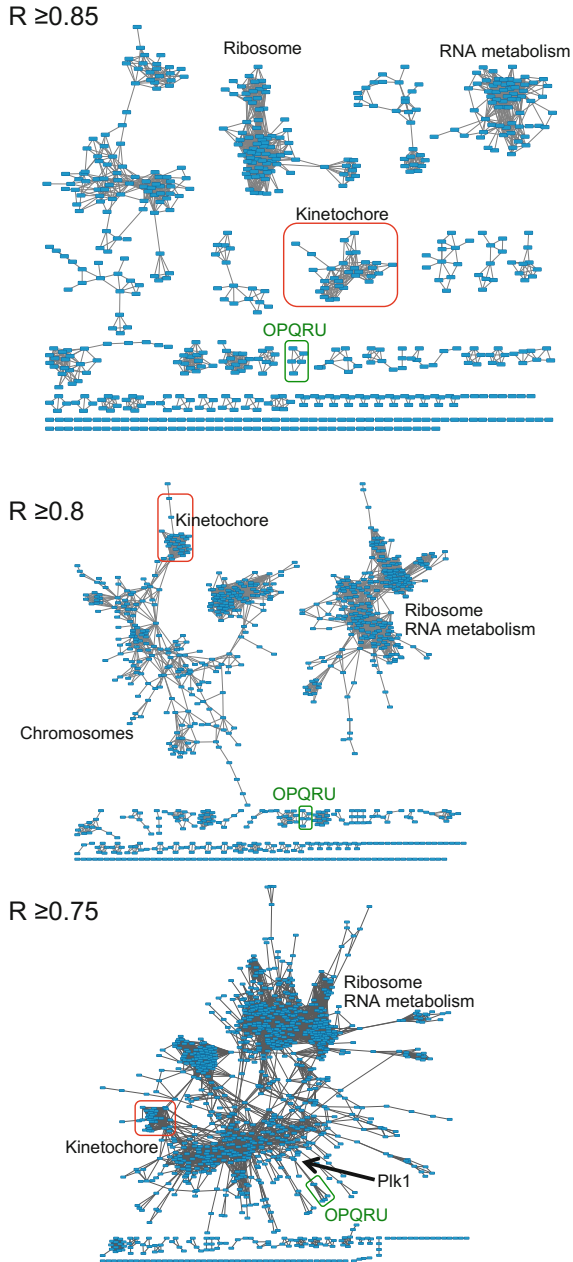 R ≥0.85
Ribosome
RNA metabolism
Kinetochore
OPQRU
R ≥0.8
Kinetochore
Ribosome
RNA metabolism
Chromosomes
OPQRU
R ≥0.75
Ribosome
RNA metabolism
Kinetochore
Plk1
OPQRU